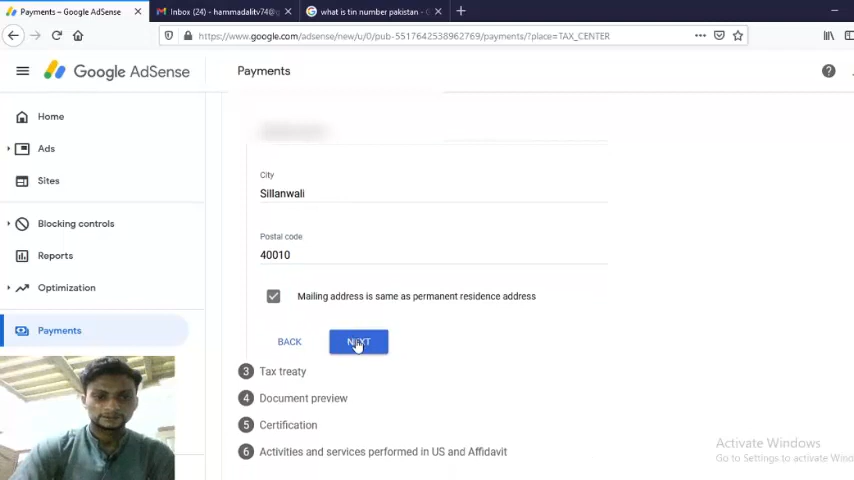 Payments – Google AdSense
Inbox (24) - hammadalitv74@g
what is tin number pakistan - G
https://www.google.com/adsense/new/u/0/pub-5517642538962769/payments/?place=TAX_CENTER
Google AdSense
Payments
Home
Ads
Sites
Blocking controls
Reports
Optimization
Payments
City
Sillanwali
Postal code
40010
Mailing address is same as permanent residence address
BACK
NEXT
3 Tax treaty
4 Document preview
5 Certification
6 Activities and services performed in US and Affidavit
Activate Windows
Go to Settings to activate Wind